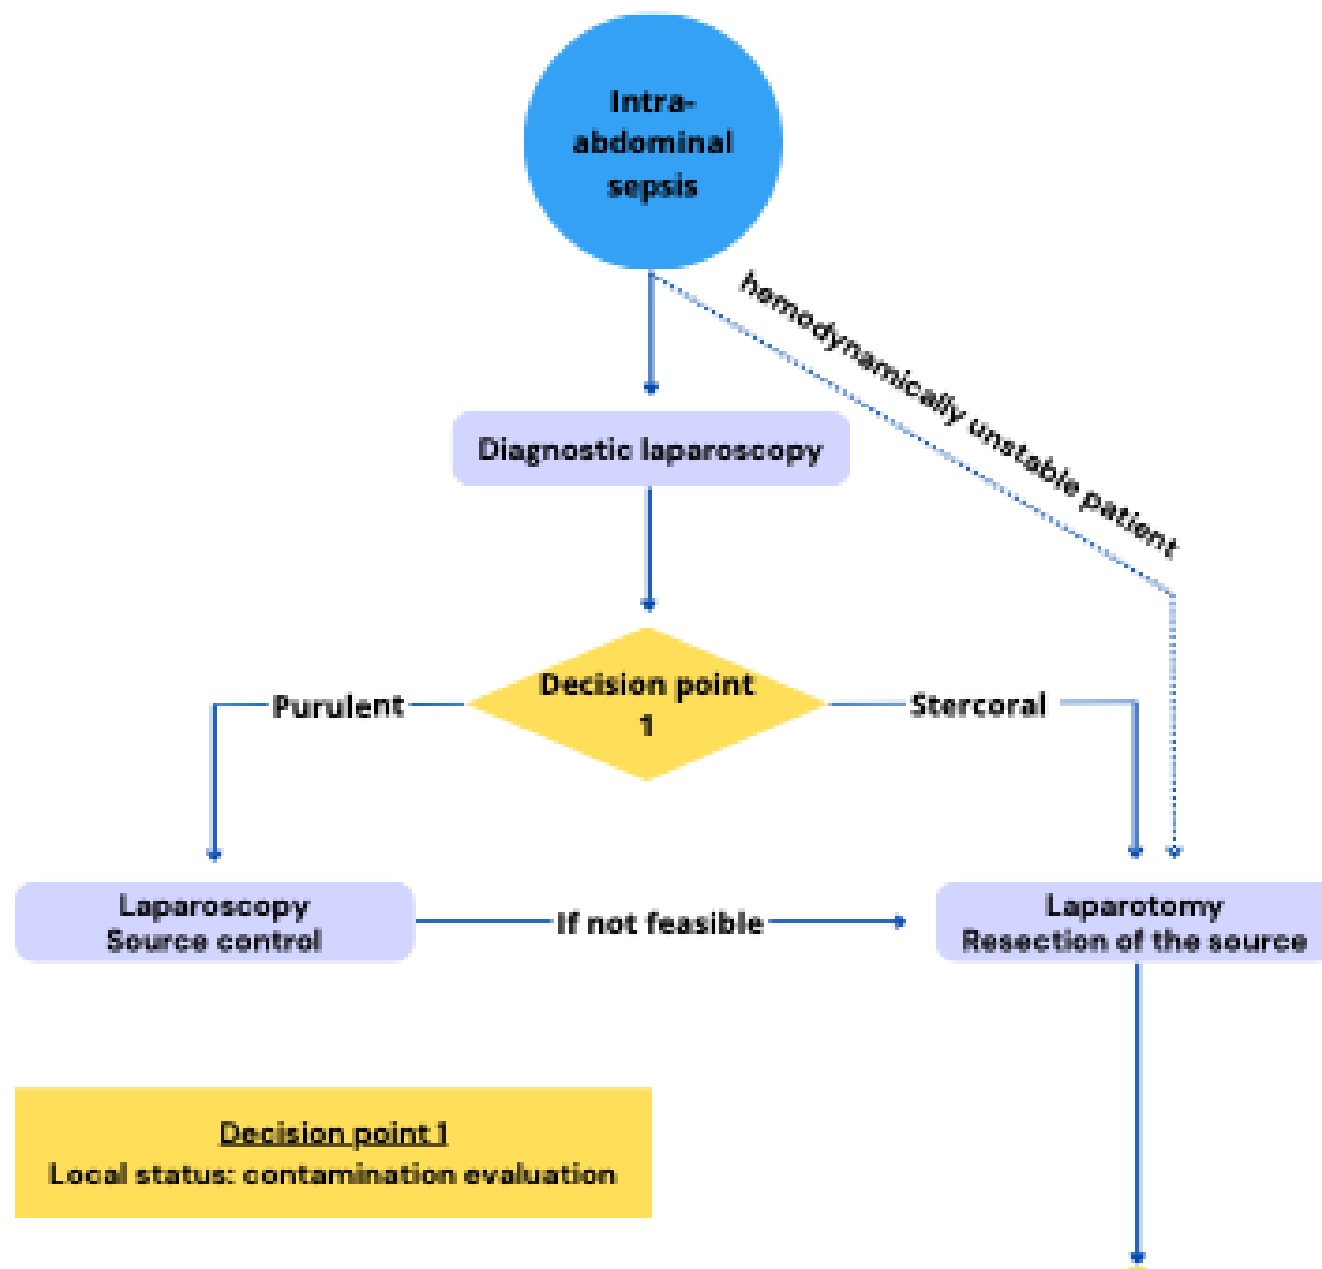 Intra-
abdominal
sepsis
hemodynamically unstable patient
Diagnostic laparoscopy
Decision point
1
Purulent
Stercoral
Laparoscopy
Source control
If not feasible
Laparotomy
Resection of the source
Decision point 1
Local status: contamination evaluation